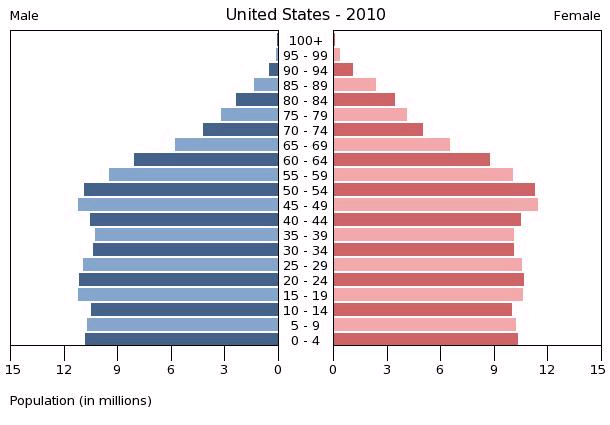 Male United States - 2010 Female
100+
95 - 99
90 - 94
85 - 89
80 - 84
75 - 79
70 - 74
65 - 69
60 - 64
55 - 59
50 - 54
45 - 49
40 - 44
35 - 39
30 - 34
25 - 29
20 - 24
15 - 19
10 - 14
5 - 9
0 - 4
15 12 9 6 3 0 0 3 6 9 12 15
Population (in millions)